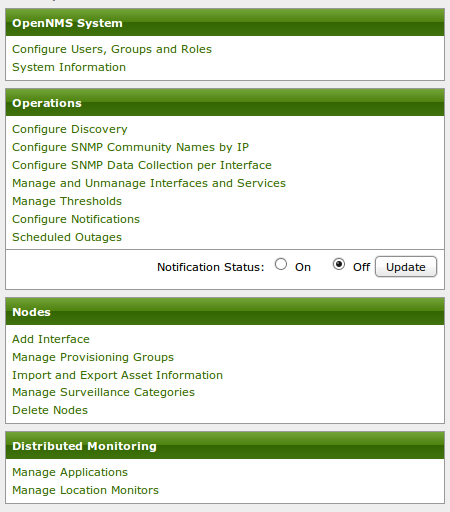 OpenNMS System
Configure Users, Groups and Roles
System Information
Operations
Configure Discovery
Configure SNMP Community Names by IP
Configure SNMP Data Collection per Interface
Manage and Unmanage Interfaces and Services
Manage Thresholds
Configure Notifications
Scheduled Outages
Notification Status: On Off Update
Nodes
Add Interface
Manage Provisioning Groups
Import and Export Asset Information
Manage Surveillance Categories
Delete Nodes
Distributed Monitoring
Manage Applications
Manage Location Monitors